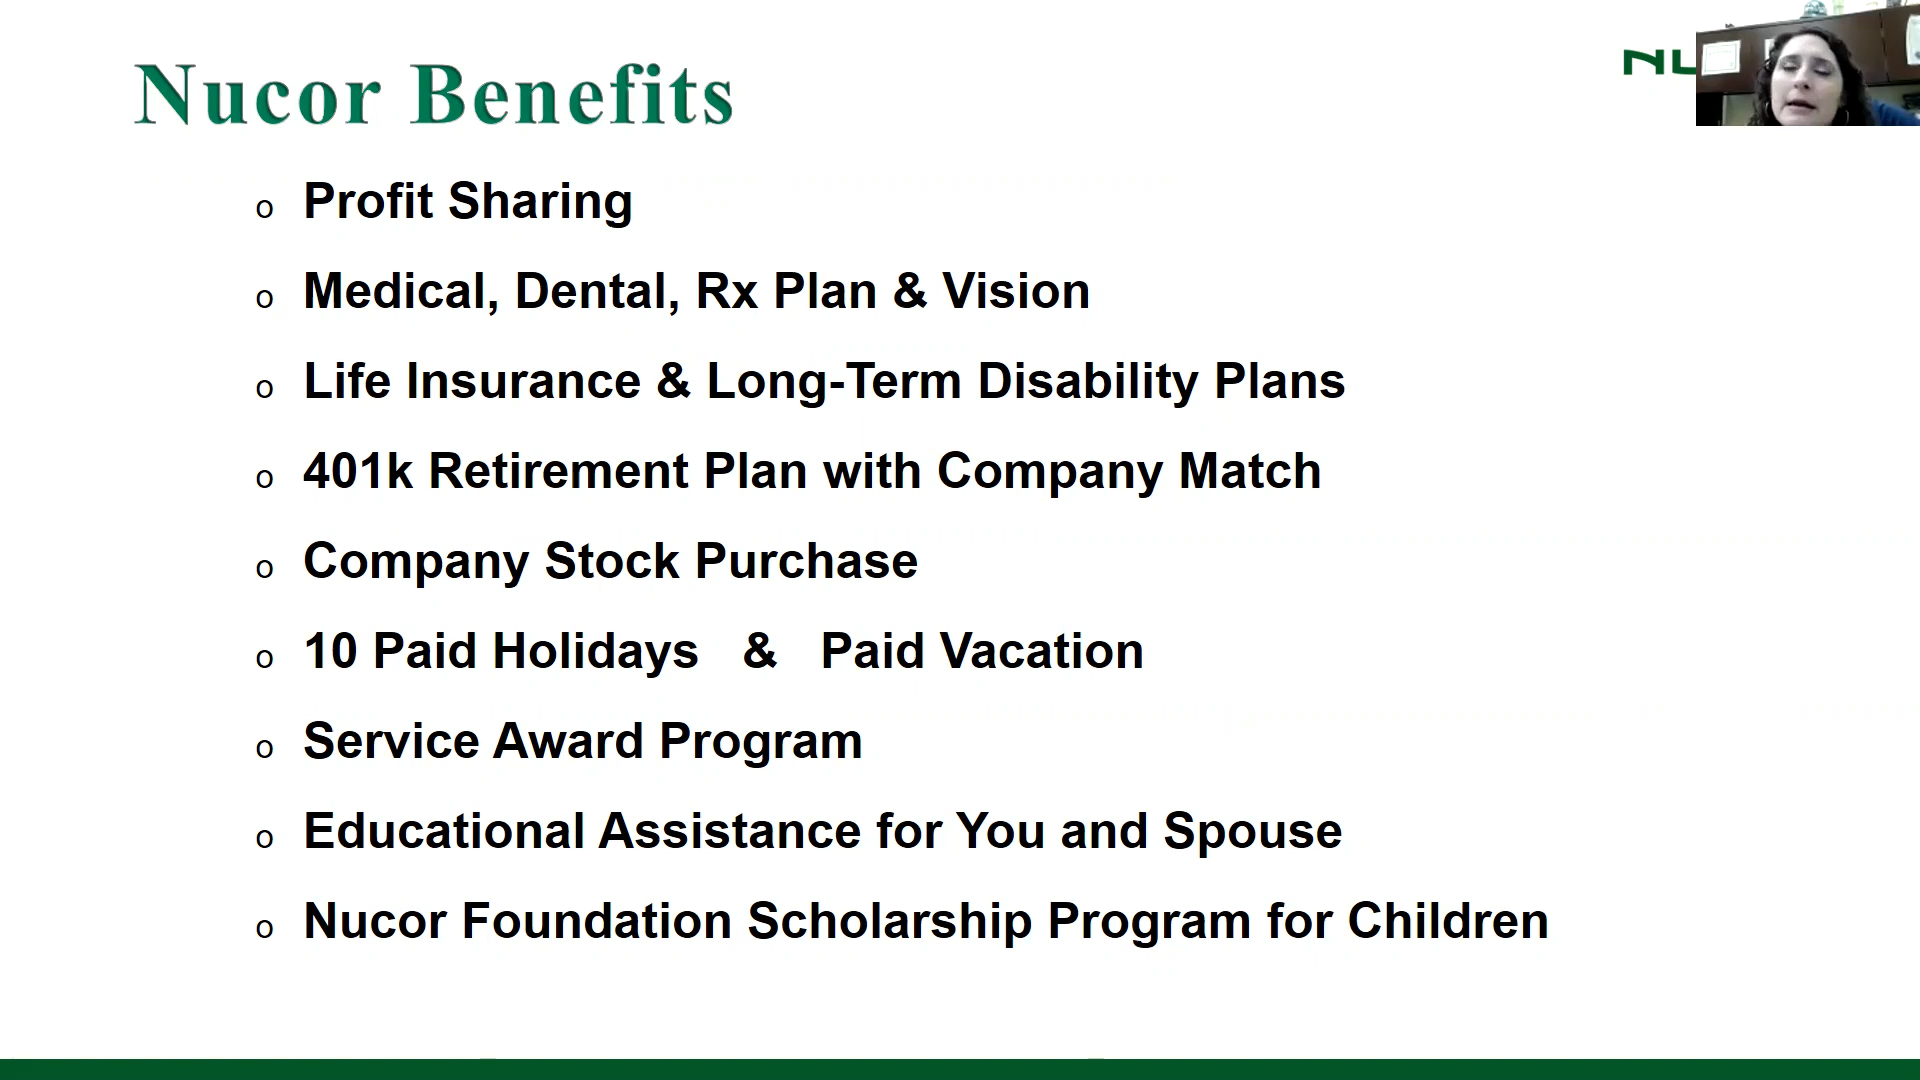 Nucor Benefits
NU
o Profit Sharing
o Medical, Dental, Rx Plan & Vision
o Life Insurance & Long-Term Disability Plans
o 401k Retirement Plan with Company Match
o Company Stock Purchase
o 10 Paid Holidays & Paid Vacation
o Service Award Program
o Educational Assistance for You and Spouse
o Nucor Foundation Scholarship Program for Children